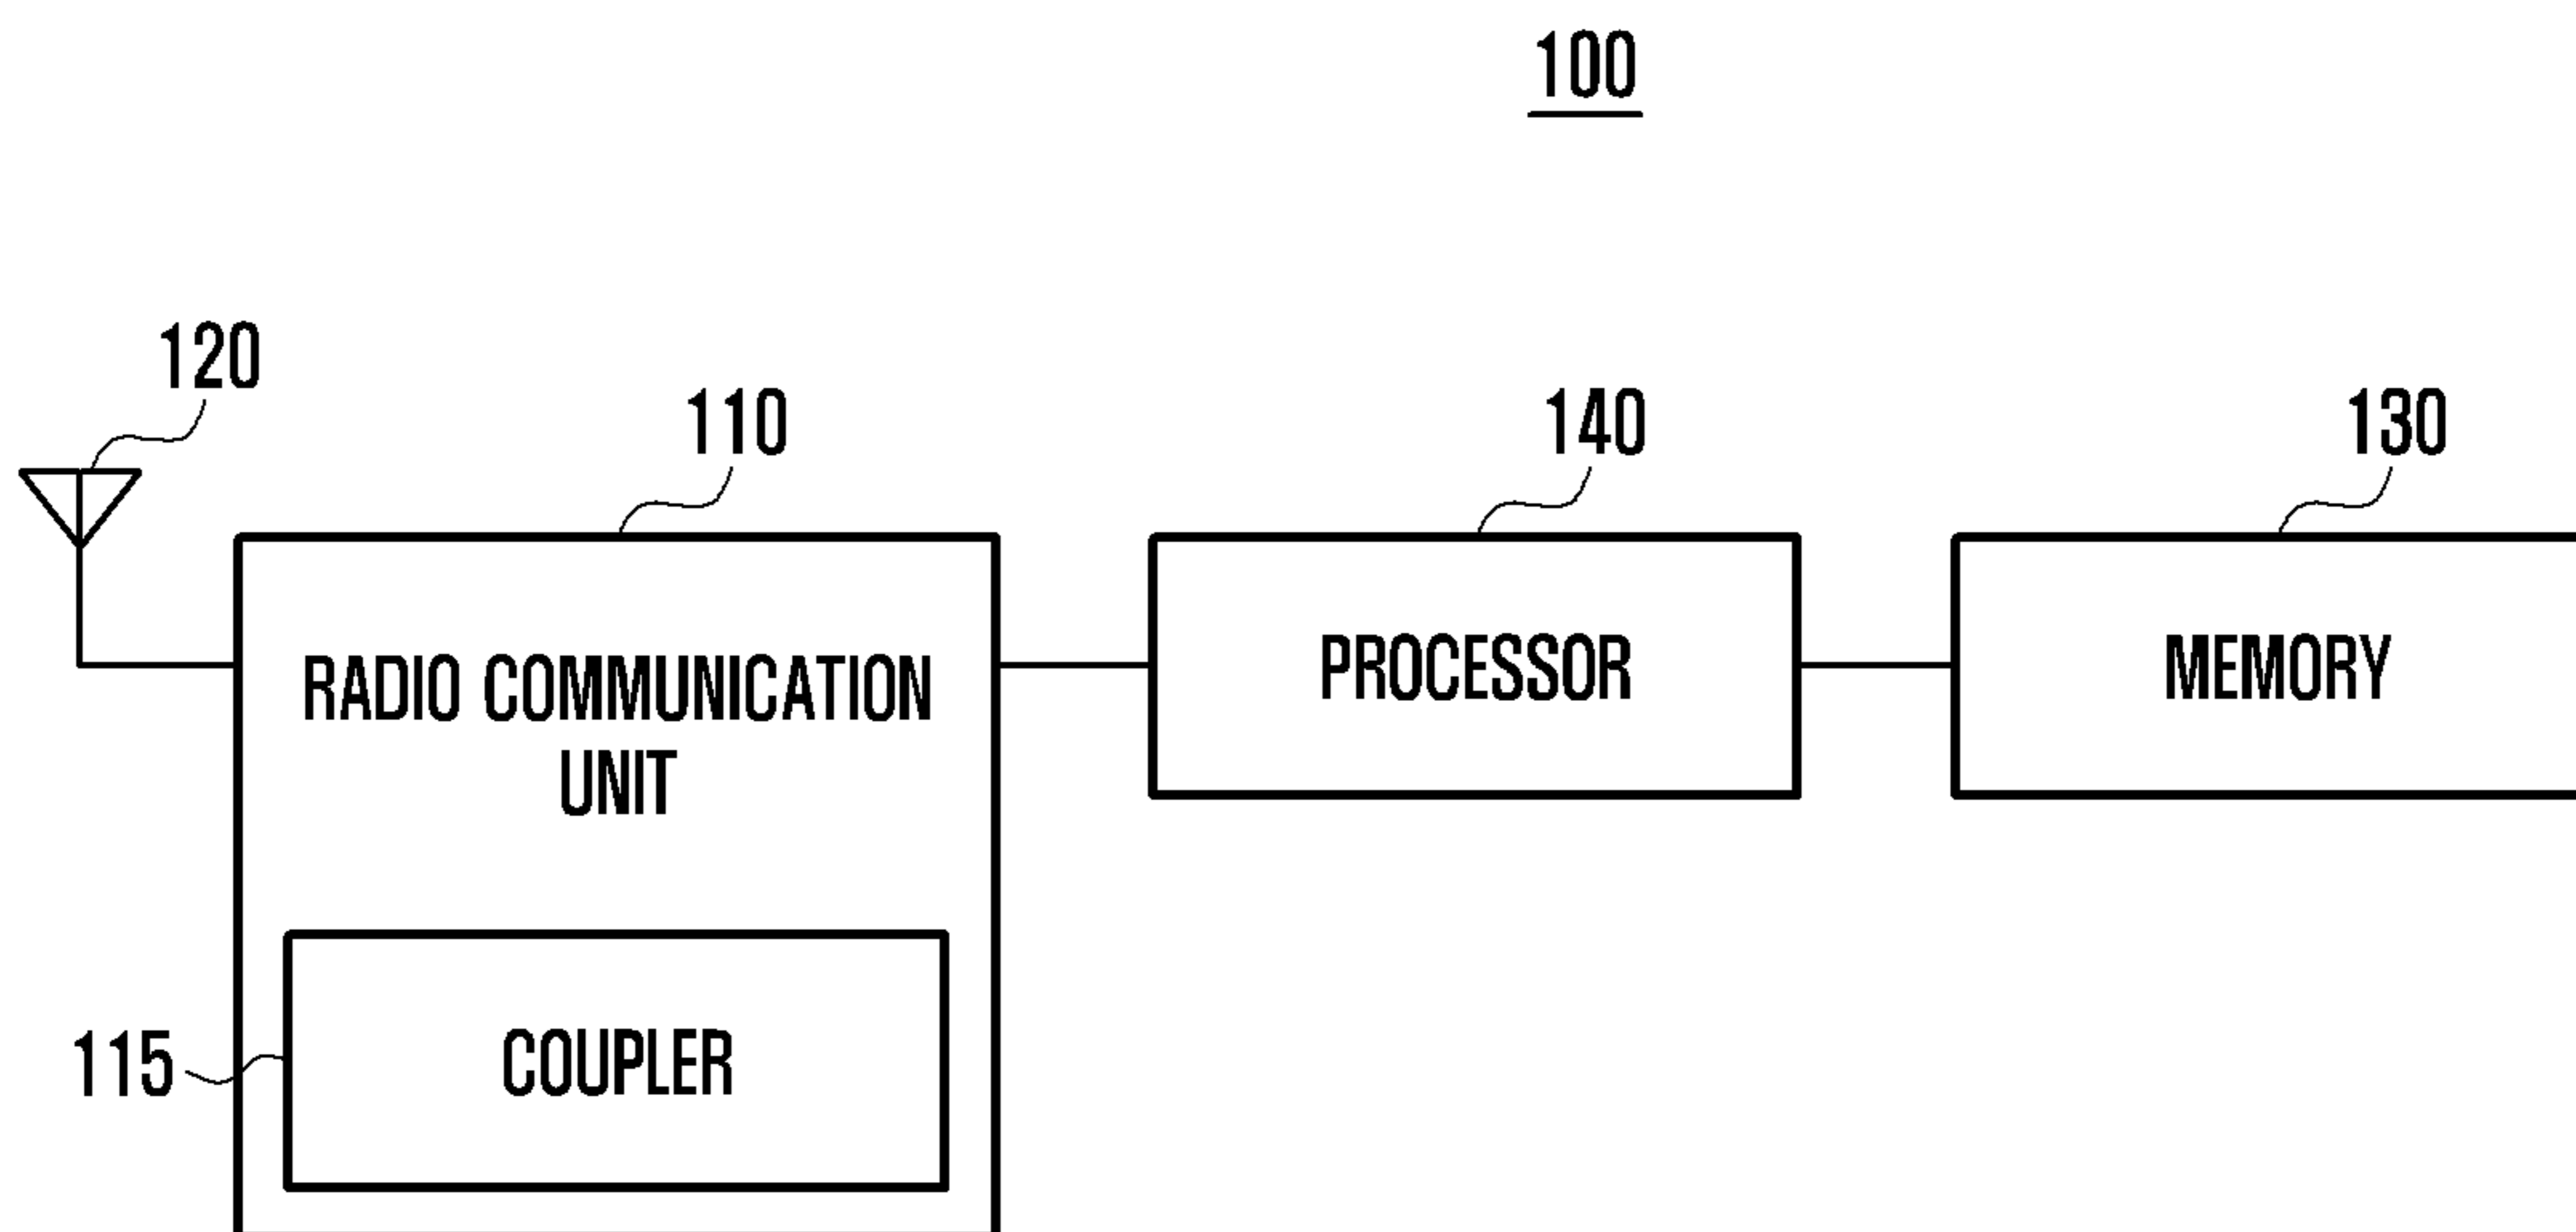 100
120
110
140
130
RADIO COMMUNICATION
UNIT
PROCESSOR
MEMORY
115
COUPLER